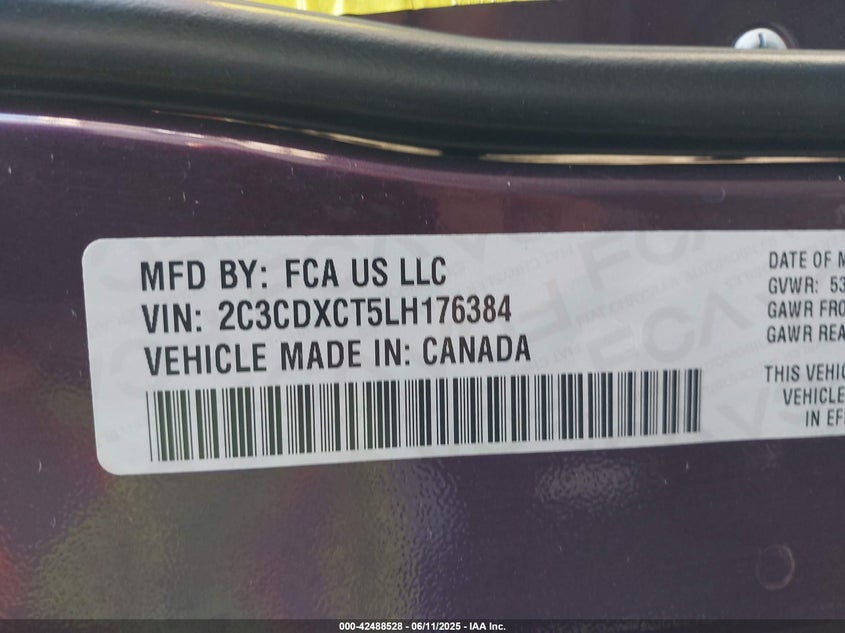 MFD BY: FCA US LLC
VIN: 2C3CDXCT5LH176384
VEHICLE MADE IN: CANADA
DATE OF M
GVWR: 53
GAWR FRO
GAWR REA
THIS VEHIC
VEHICLE
IN EF
000-42488528 - 06/11/2025 - IAA Inc.